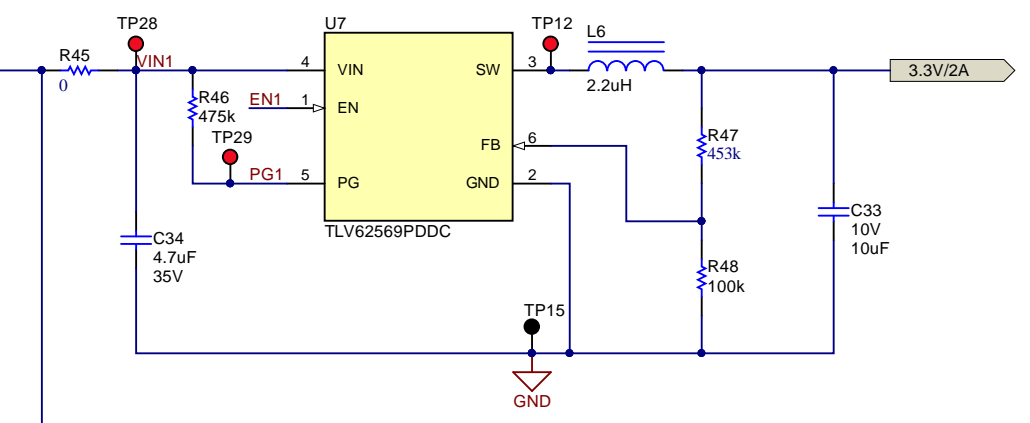 TP28
U7
TP12
L6
R45
VIN1
0
4
VIN
SW
3
2.2uH
3.3V/2A
R46
475k
EN1
1
EN
TP29
FB
6
R47
453k
PG1
5
PG
GND
2
TLV62569PDDC
C34
4.7uF
35V
C33
10V
10uF
R48
100k
TP15
GND